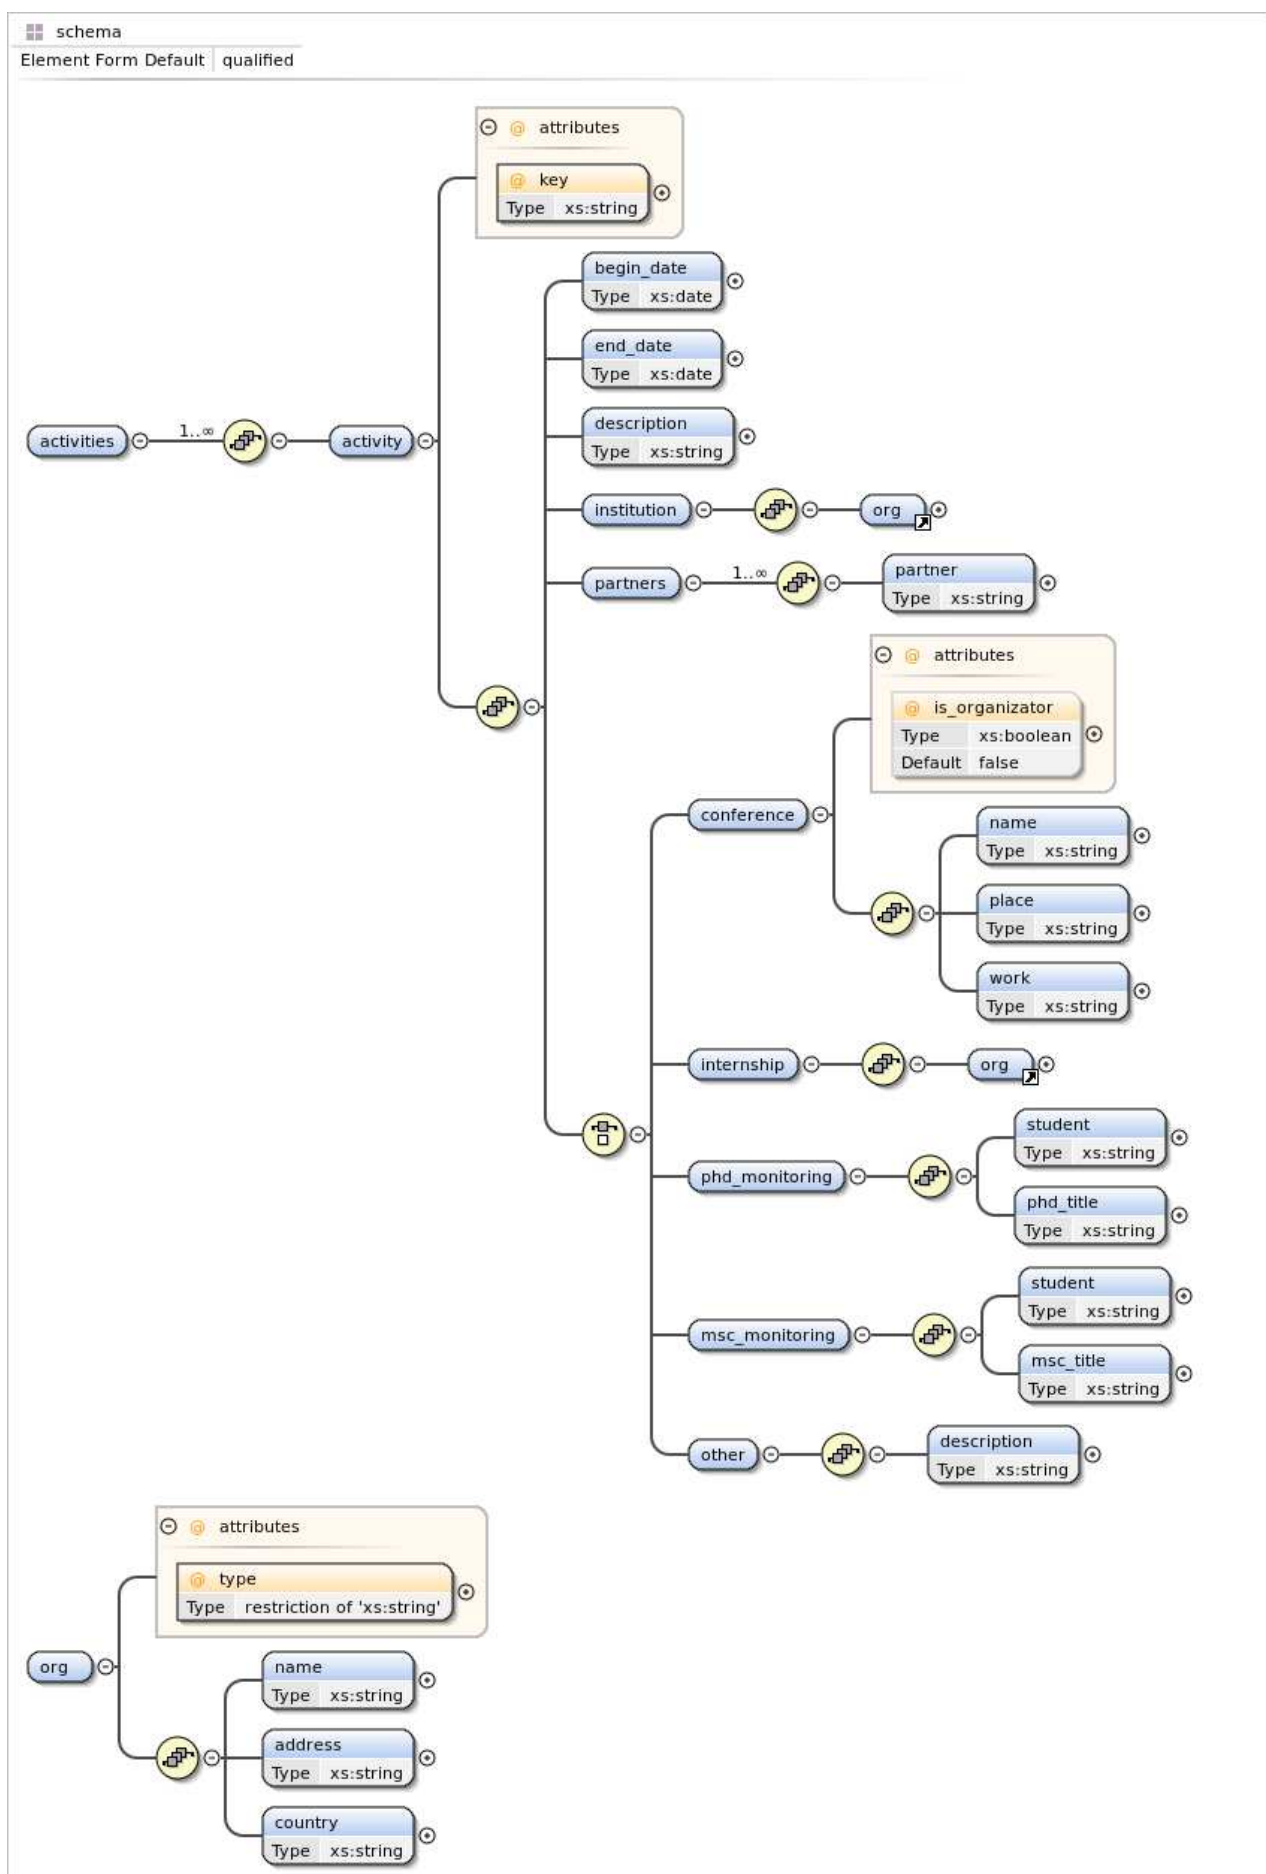 schema
Element Form Default qualified
@ attributes
@ key
Type xs:string
begin_date
Type xs:date
end_date
Type xs:date
description
Type xs:string
activities 1..∞ activity
institution org
partners 1..∞ partner
Type xs:string
@ attributes
@ is_organizator
Type xs:boolean
Default false
conference
name
Type xs:string
place
Type xs:string
work
Type xs:string
internship org
student
Type xs:string
phd_monitoring
phd_title
Type xs:string
student
Type xs:string
msc_monitoring
msc_title
Type xs:string
other
description
Type xs:string
@ attributes
@ type
Type restriction of 'xs:string'
org
name
Type xs:string
address
Type xs:string
country
Type xs:string